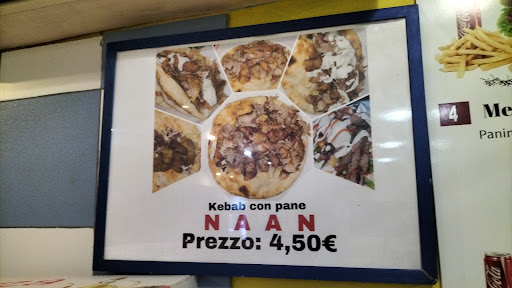 Kebab con pane
NAAN
Prezzo: 4,50€
4
Me
Panin